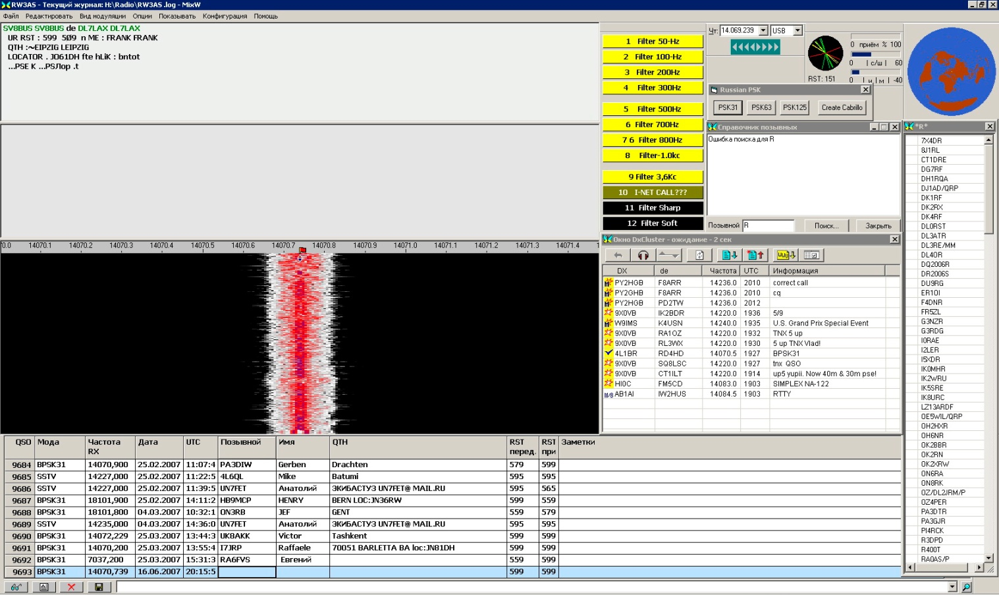 RW3AS - Текущий журнал: H:\Radio\RW3AS .log - MixW
Файл Редактировать Вид модуляции Опции Показывать Конфигурация Помощь
SV8BUS SV8BUS de DL7LAX DL7LAX
UR RST : 599 5Ø9 n ME : FRANK FRANK
QTH :~EIPZIG LEIPZIG
LOCATOR . JO61DH fte hLiK : bntot
...PSE K ...PSЛор .t
1 Filter 50-Hz
2 Filter 100-Hz
3 Filter 200Hz
4 Filter 300Hz
5 Filter 500Hz
6 Filter 700Hz
7 6 Filter 800Hz
8 Filter-1.0kc
9 Filter 3,6Kc
10 I-NET CALL???
11 Filter Sharp
12 Filter Soft
Чт: 14.069.239 USB
0 приём % 100
0 | с/ш | 60
RST: 151 0 | и | м | -40
Russian PSK
PSK31 PSK63 PSK125 Create Cabrillo
Справочник позывных
Ошибка поиска для R
Позывной R Поиск... Закрыть
*R*
7X4DR
8J1RL
CT1DRE
DG7RF
DH1RQA
DJ1AD/QRP
DK1RF
DK2RX
DK4RF
DL0RST
DL3ATR
DL3RE/MM
DL4OR
DQ2006R
DR2006S
DU9RG
ER1OI
F4DNR
FR5ZL
G3NZR
G3RDG
I0RAE
I2LER
I5XDR
IK0MHR
IK2WRU
IK5SRE
IK8URC
LZ13ARDF
OE5WIL/QRP
OH2HXR
OH6NR
OK2BBR
OK2RN
OK2XRW
ON6RA
ON8RK
OZ/DL2JRM/P
OZ4PER
PA3DTR
PA3GJR
PI4RCK
R3DPD
R400T
RA0AS/P
Окно DxCluster - ожидание - 2 сек
DX de Частота UTC Информация
PY2HGB F8ARR 14236.0 2010 correct call
PY2GHB F8ARR 14236.0 2010 cq
PY2HGB PD2TW 14236.0 2012
9X0VB IK2BDR 14220.0 1936 5/9
W9IMS K4USN 14240.0 1935 U.S. Grand Prix Special Event
9X0VB RA1OZ 14220.0 1932 TNX 5 up
9X0VB RL3WX 14220.0 1930 5 up TNX Vlad!
4L1BR RD4HD 14070.5 1927 BPSK31
9X0VB SQ8LSC 14220.0 1927 tnx QSO
9X0VB CT1ILT 14220.0 1914 up5 yupii. Now 40m & 30m pse!
HI0C FM5CD 14083.0 1903 SIMPLEX NA-122
M/B AB1AI IW2HUS 14084.5 1903 RTTY
70.0 14070.1 14070.2 14070.3 14070.4 14070.5 14070.6 14070.7 14070.8 14070.9 14071.0 14071.1 14071.2 14071.3 14071.4 1
QSO Мода Частота RX Дата UTC Позывной Имя QTH RST перед. RST при Заметки
9684 BPSK31 14070,900 25.02.2007 11:07:4 PA3DIW Gerben Drachten 579 599
9685 SSTV 14227,000 25.02.2007 11:22:5 4L6QL Mike Batumi 595 595
9686 SSTV 14227,000 25.02.2007 11:39:5 UN7FET Анатолий ЭКИБАСТУЗ UN7FET@ MAIL.RU 595 565
9687 BPSK31 18101,900 25.02.2007 14:11:2 HB9MCP HENRY BERN LOC:JN36RW 599 559
9688 BPSK31 18101,800 04.03.2007 10:32:1 ON3RB JEF GENT 559 579
9689 SSTV 14235,000 04.03.2007 14:36:0 UN7FET Анатолий ЭКИБАСТУЗ UN7FET@ MAIL.RU 595 595
9690 BPSK31 14072,229 25.03.2007 13:44:3 UK8AKK Victor Tashkent 599 599
9691 BPSK31 14070,200 25.03.2007 13:55:4 I7JRP Raffaele 70051 BARLETTA BA loc:JN81DH 599 599
9692 BPSK31 7037,200 25.03.2007 15:31:3 RA6FVS Евгений 559 599
9693 BPSK31 14070,739 16.06.2007 20:15:5 599 599